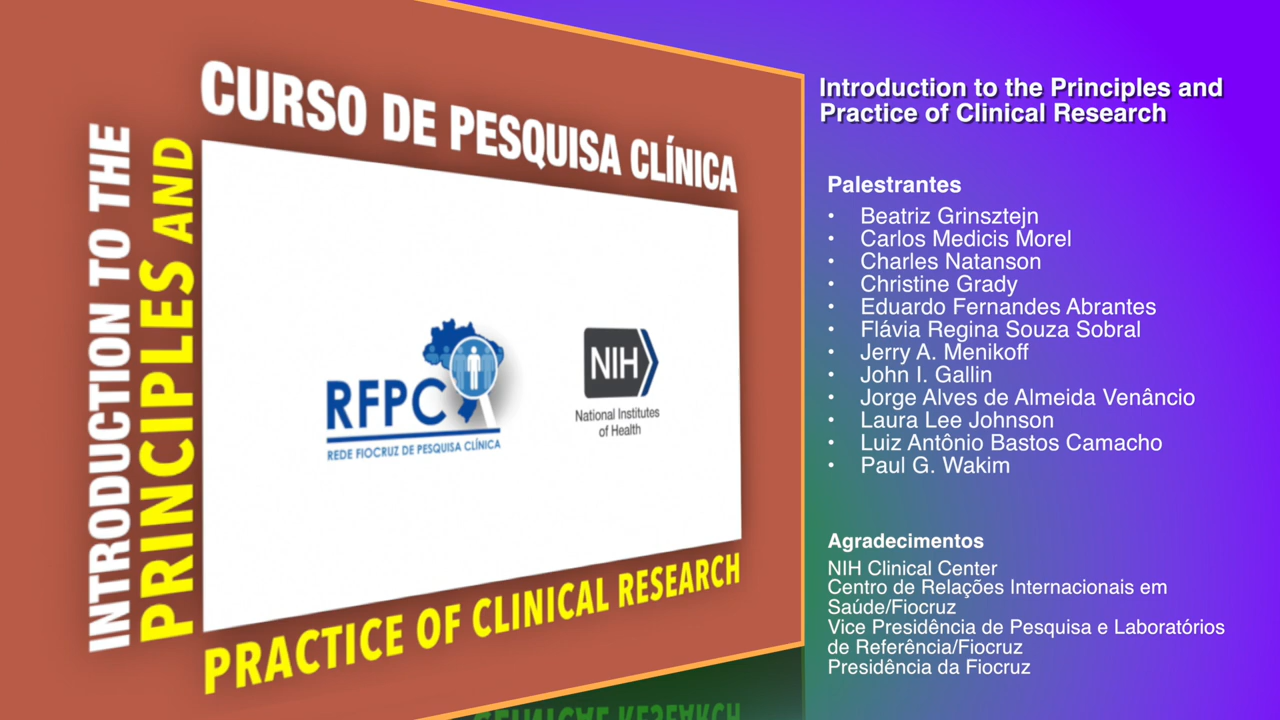 CURSO DE PESQUISA CLÍNICA
INTRODUCTION TO THE
PRINCIPLES AND
PRACTICE OF CLINICAL RESEARCH
RFPC
REDE FIOCRUZ DE PESQUISA CLÍNICA
NIH
National Institutes
of Health
Introduction to the Principles and
Practice of Clinical Research
Palestrantes
• Beatriz Grinsztejn
• Carlos Medicis Morel
• Charles Natanson
• Christine Grady
• Eduardo Fernandes Abrantes
• Flávia Regina Souza Sobral
• Jerry A. Menikoff
• John I. Gallin
• Jorge Alves de Almeida Venâncio
• Laura Lee Johnson
• Luiz Antônio Bastos Camacho
• Paul G. Wakim
Agradecimentos
NIH Clinical Center
Centro de Relações Internacionais em
Saúde/Fiocruz
Vice Presidência de Pesquisa e Laboratórios
de Referência/Fiocruz
Presidência da Fiocruz